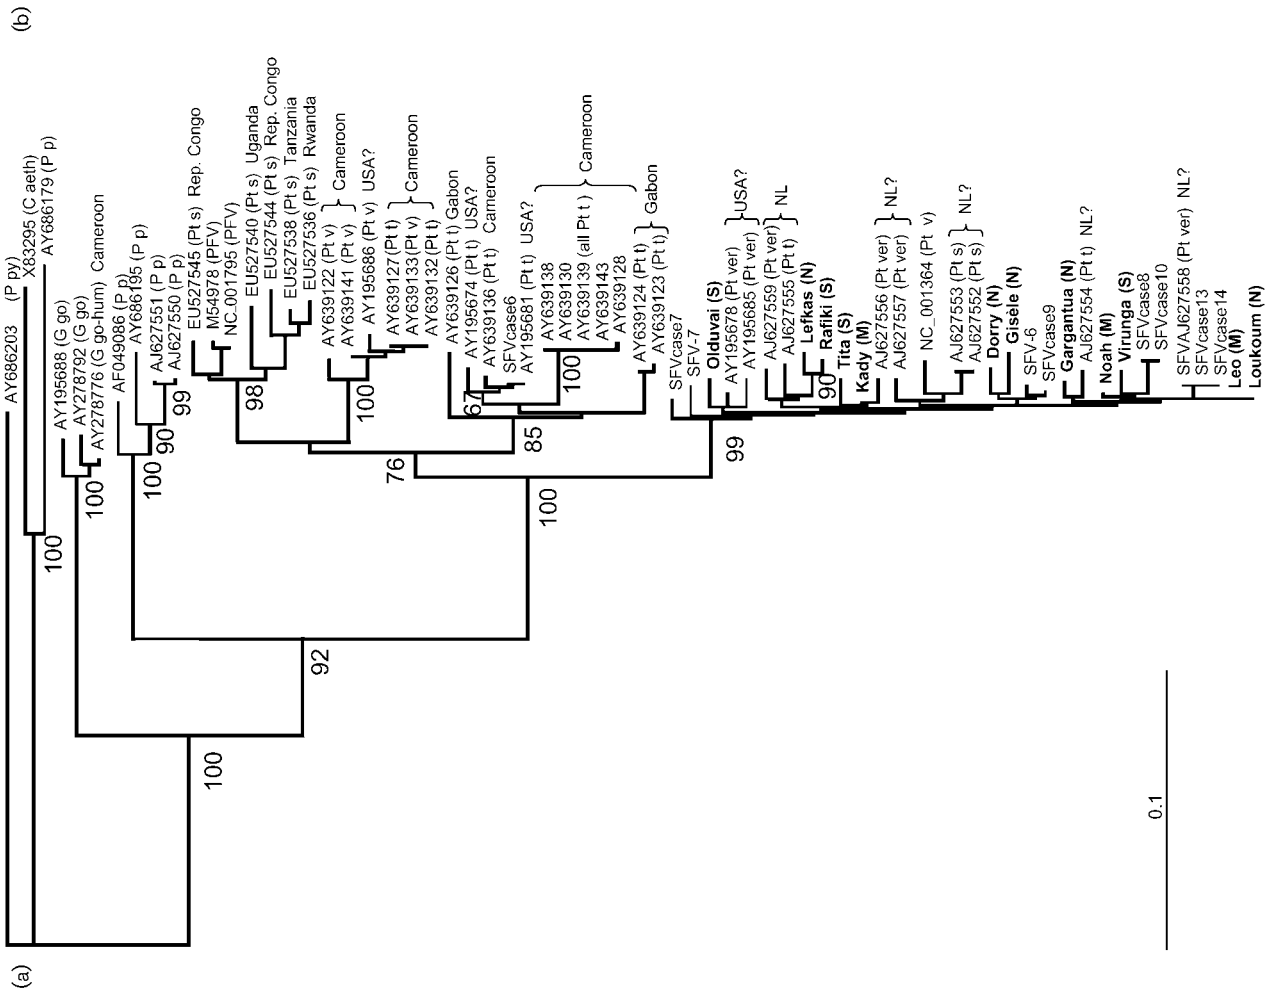 (a)
(b)
AY686203 (P py)
X83295 (C aeth)
AY686179 (P p)
100
AY195688 (G go)
AY278792 (G go)
AY278776 (G go-hum) Cameroon
100
AF049086 (P p)
AY686195 (P p)
AJ627551 (P p)
AJ627550 (P p)
100
90
99
EU527545 (Pt s) Rep. Congo
M54978 (PFV)
NC.001795 (PFV)
EU527540 (Pt s) Uganda
EU527544 (Pt s) Rep. Congo
EU527538 (Pt s) Tanzania
EU527536 (Pt s) Rwanda
98
AY639122 (Pt v)
AY639141 (Pt v)
Cameroon
AY195686 (Pt v) USA?
AY639127 (Pt t)
AY639133 (Pt v)
AY639132 (Pt t)
Cameroon
100
AY639126 (Pt t) Gabon
AY195674 (Pt t) USA?
AY639136 (Pt t) Cameroon
SFVcase6
AY195681 (Pt t) USA?
67
AY639138
AY639130
AY639139 (all Pt t)
AY639143
AY639128
Cameroon
100
AY639124 (Pt t)
AY639123 (Pt t)
Gabon
85
76
SFVcase7
SFV-7
Olduvai (S)
AY195678 (Pt ver)
AY195685 (Pt ver)
USA?
AJ627559 (Pt ver)
AJ627555 (Pt t)
NL
Lefkas (N)
Rafiki (S)
90
Tita (S)
Kady (M)
AJ627556 (Pt ver)
AJ627557 (Pt ver)
NL?
NC_001364 (Pt v)
AJ627553 (Pt s)
AJ627552 (Pt s)
NL?
Dorry (N)
Gisèle (N)
SFV-6
SFVcase9
Gargantua (N)
AJ627554 (Pt t) NL?
Noah (M)
Virunga (S)
SFVcase8
SFVcase10
SFVAJ627558 (Pt ver) NL?
SFVcase13
SFVcase14
Leo (M)
Loukoum (N)
99
100
92
100
0.1